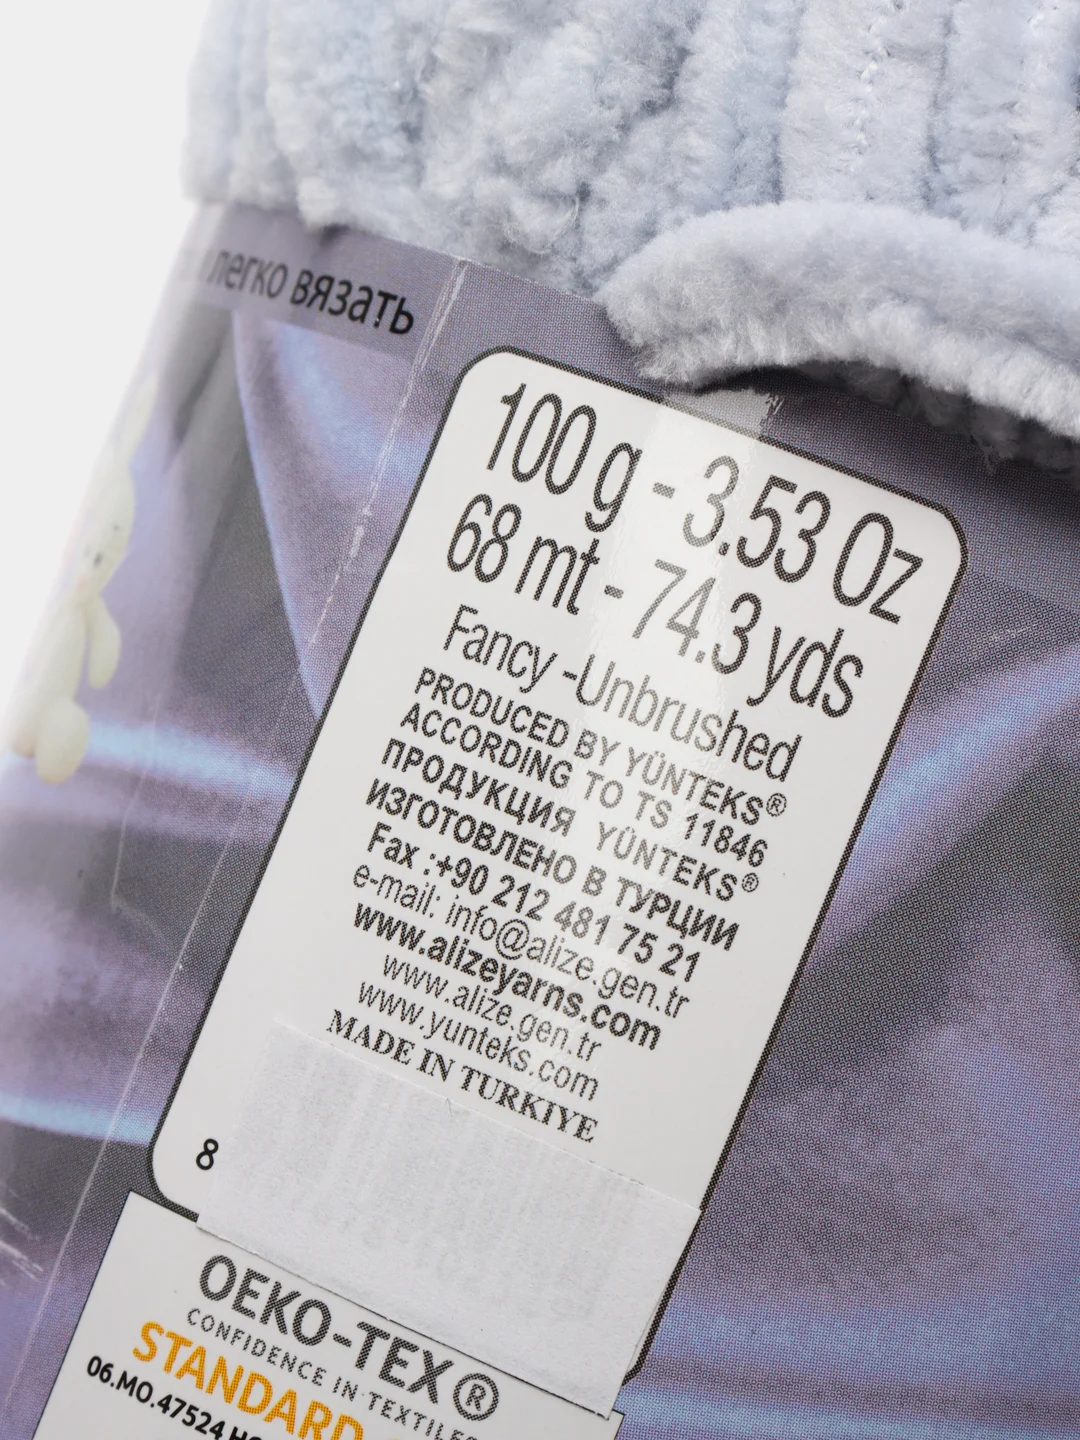 легко вязать
100 g - 3.53 Oz
68 mt - 74.3 yds
Fancy -Unbrushed
PRODUCED BY YÜNTEKS®
ACCORDING TO TS 11846
ПРОДУКЦИЯ YÜNTEKS®
ИЗГОТОВЛЕНО В ТУРЦИИ
Fax :+90 212 481 75 21
e-mail: info@alize.gen.tr
www.alizeyarns.com
www.alize.gen.tr
www.yunteks.com
MADE IN TURKIYE
8
OEKO-TEX®
CONFIDENCE IN TEXTILES
STANDARD
06.MO.47524